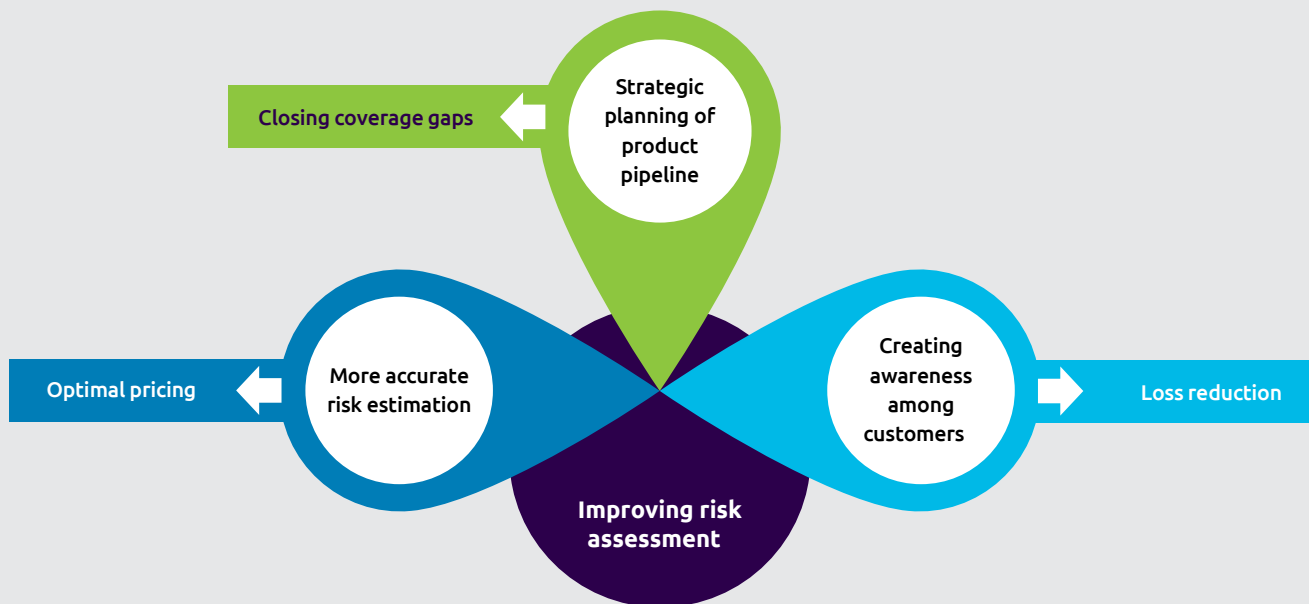 Strategic
planning of
product
pipeline
Closing coverage gaps
More accurate
risk estimation
Optimal pricing
Creating
awareness
among
customers
Loss reduction
Improving risk
assessment